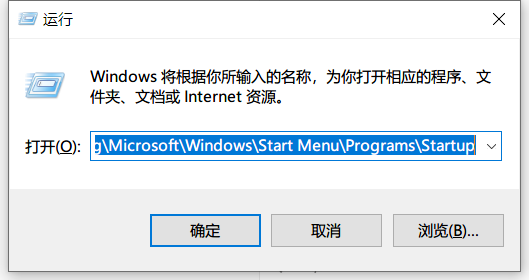 运行
Windows 将根据你所输入的名称，为你打开相应的程序、文
件夹、文档或 Internet 资源。
打开(O): g\Microsoft\Windows\Start Menu\Programs\Startup
确定 取消 浏览(B)...